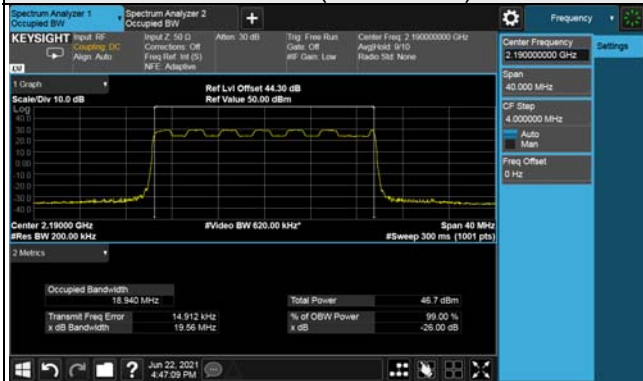 Spectrum Analyzer 1
Occupied BW
Spectrum Analyzer 2
Occupied BW
+
Frequency
KEYSIGHT
Input: RF
Coupling: DC
Align: Auto
Input Z: 50 Ω
Corrections: Off
Freq Ref: Int (S)
NFE: Adaptive
Atten: 30 dB
Trig: Free Run
Gate: Off
#IF Gain: Low
Center Freq: 2.190000000 GHz
Avg|Hold: 9/10
Radio Std: None
Center Frequency
2.190000000 GHz
Settings
Span
40.000 MHz
CF Step
4.000000 MHz
Auto
Man
Freq Offset
0 Hz
1 Graph
Scale/Div 10.0 dB
Ref Lvl Offset 44.30 dB
Ref Value 50.00 dBm
Log
40.0
30.0
20.0
10.0
0.00
-10.0
-20.0
-30.0
-40.0
Center 2.19000 GHz
#Res BW 200.00 kHz
#Video BW 620.00 kHz*
Span 40 MHz
#Sweep 300 ms (1001 pts)
2 Metrics
Occupied Bandwidth
18.940 MHz
Total Power 46.7 dBm
Transmit Freq Error 14.912 kHz
% of OBW Power 99.00 %
x dB Bandwidth 19.56 MHz
x dB -26.00 dB
?
Jun 22, 2021
4:47:09 PM